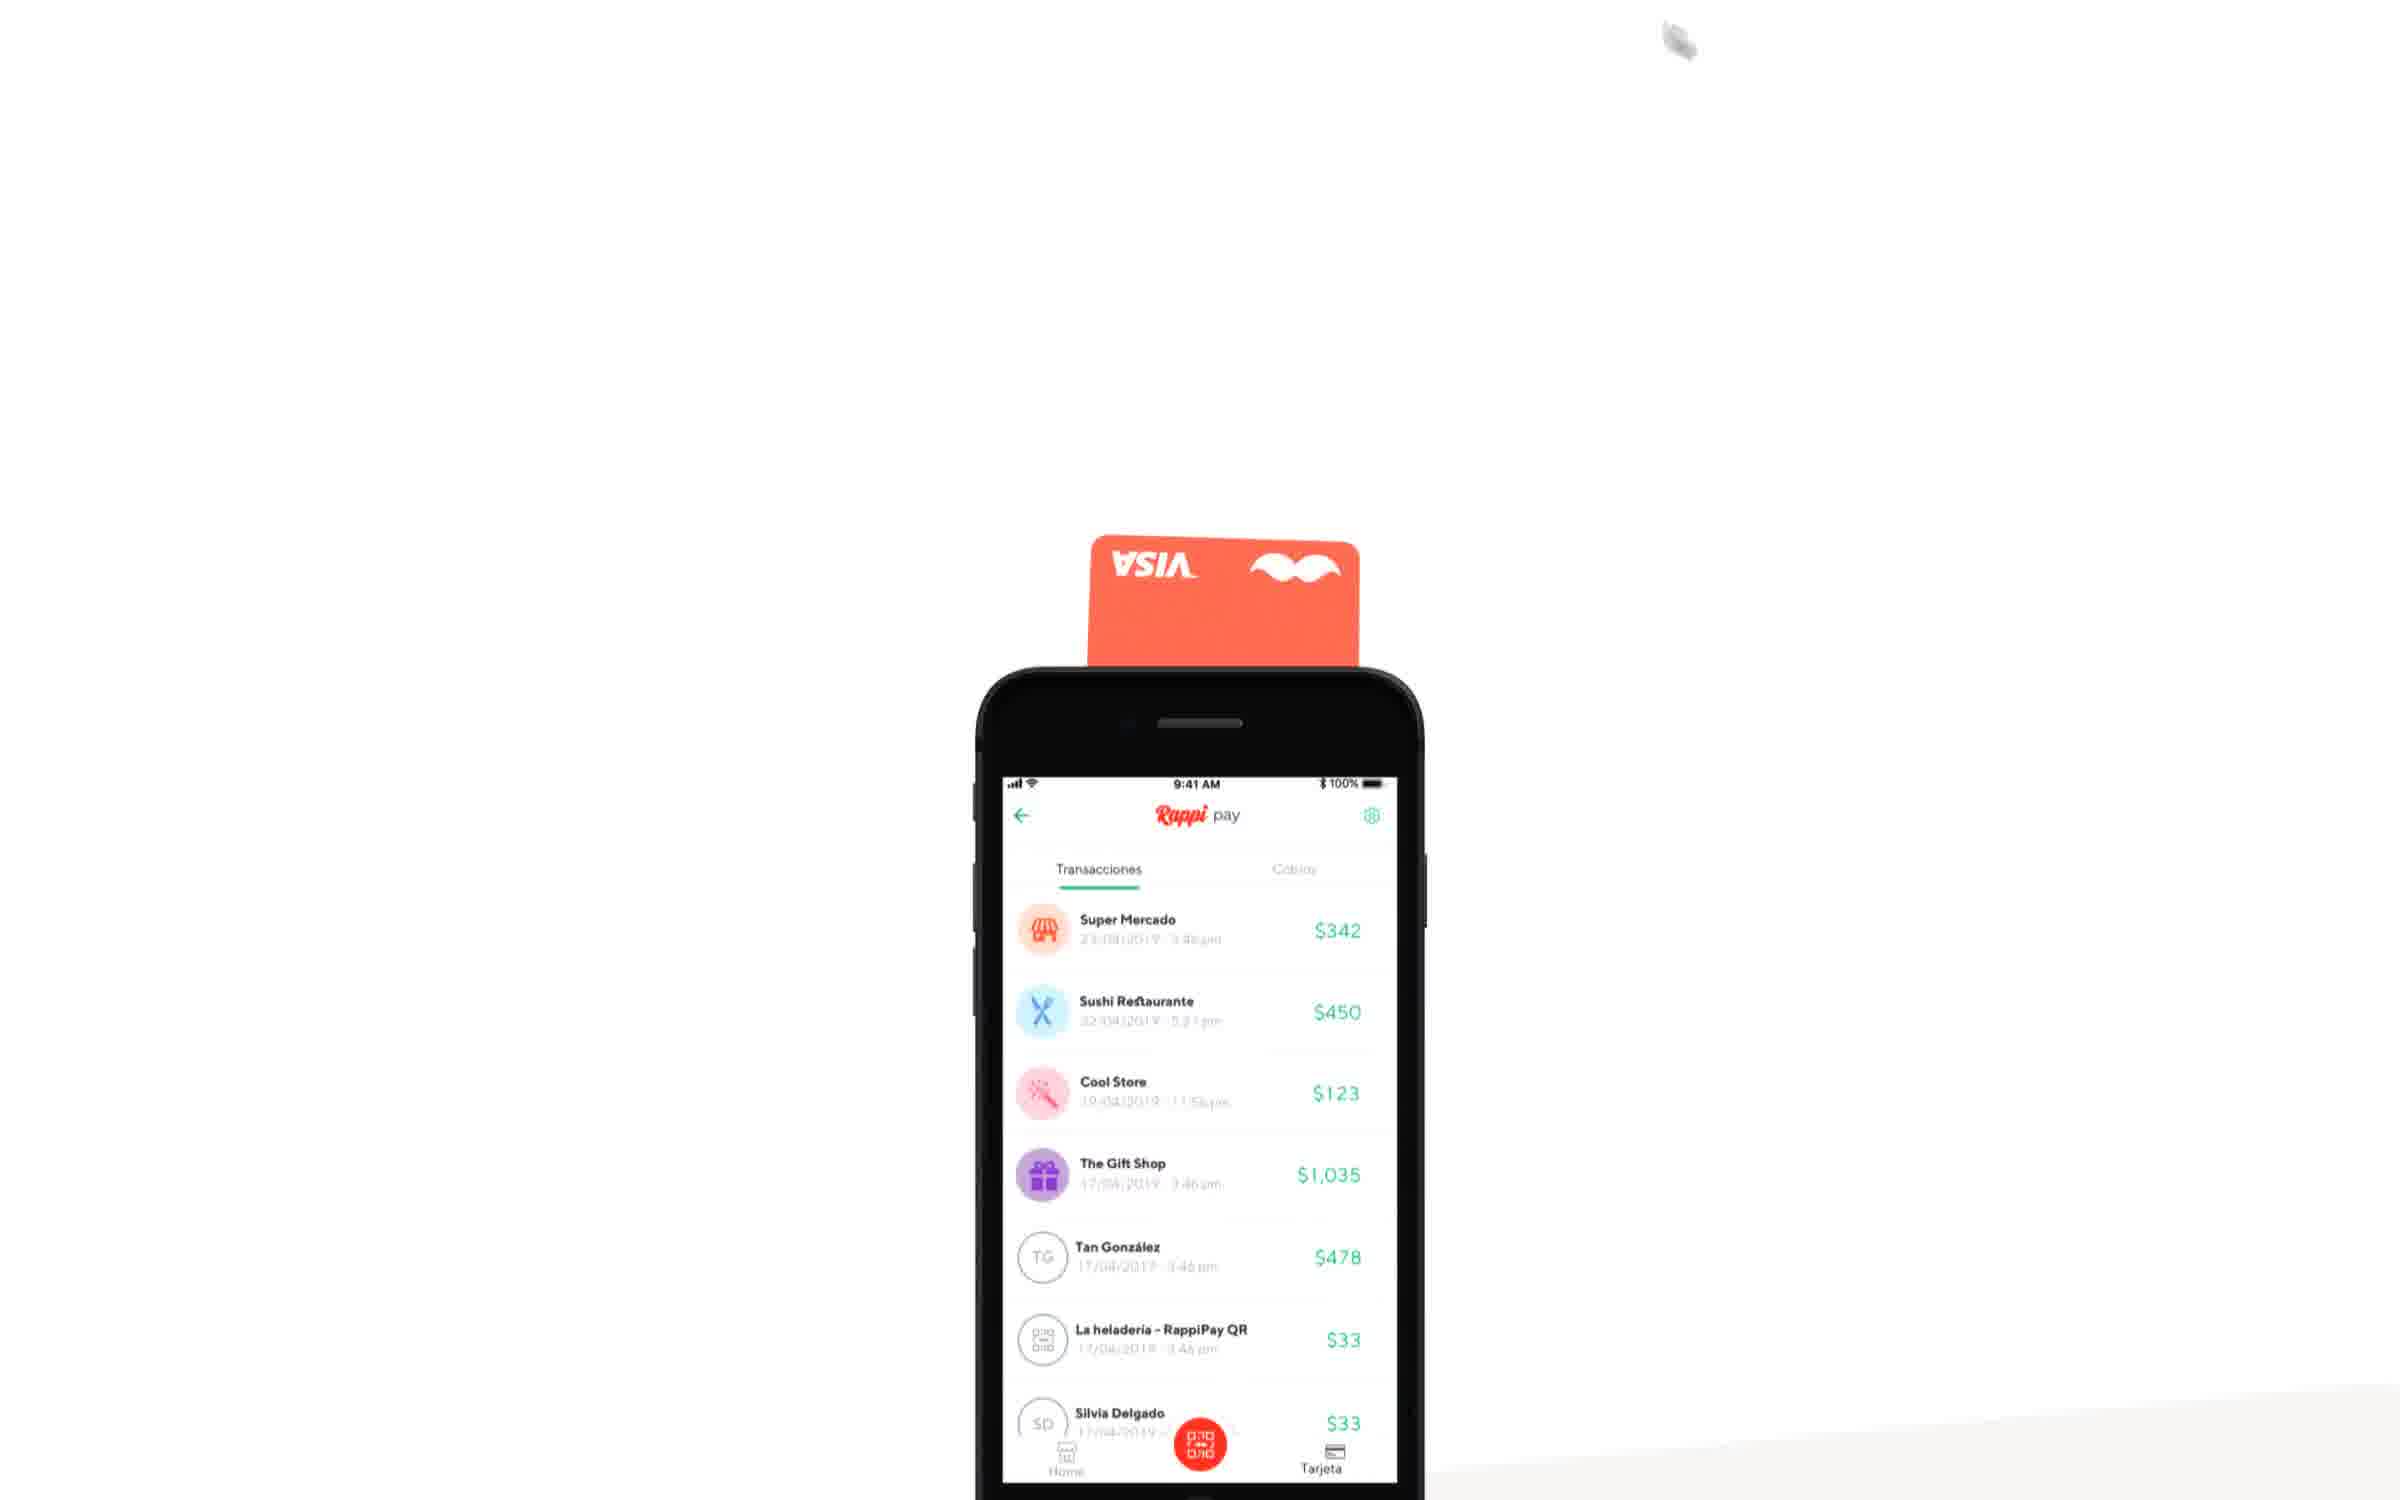 VISA
9:41 AM
100%
Rappi pay
Transacciones
Cobros
Super Mercado
$342
23/04/2019 - 3:46 pm
Sushi Restaurante
$450
22/04/2019 - 5:21 pm
Cool Store
$123
19/04/2019 - 11:56 pm
The Gift Shop
$1,035
17/04/2019 - 3:46 pm
TG
Tan González
$478
17/04/2019 - 3:46 pm
La heladería - RappiPay QR
$33
17/04/2019 - 3:46 pm
SD
Silvia Delgado
$33
17/04/2019 -
Home
Tarjeta